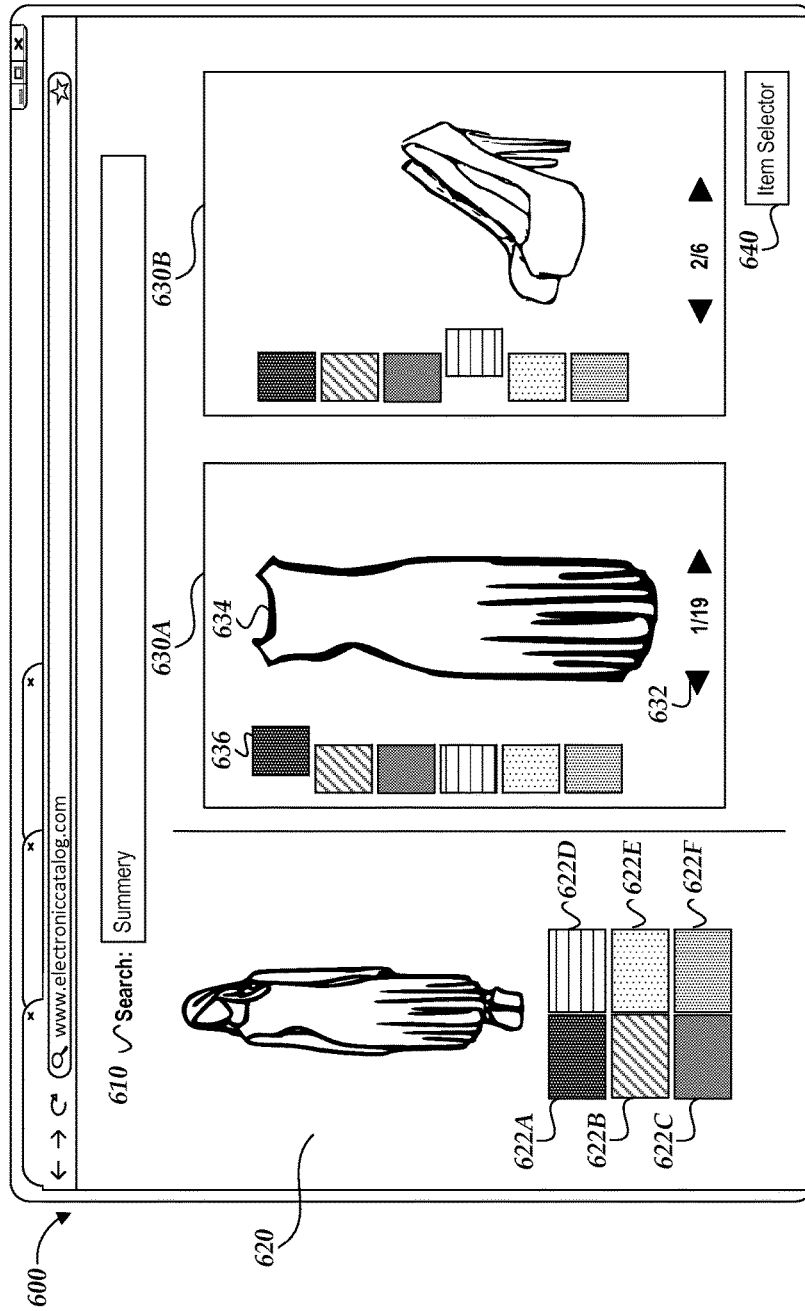 600
www.electroniccatalog.com
610 Search: Summery
620
630A
630B
636
634
632
1/19
2/6
622A
622D
622B
622E
622C
622F
640
Item Selector